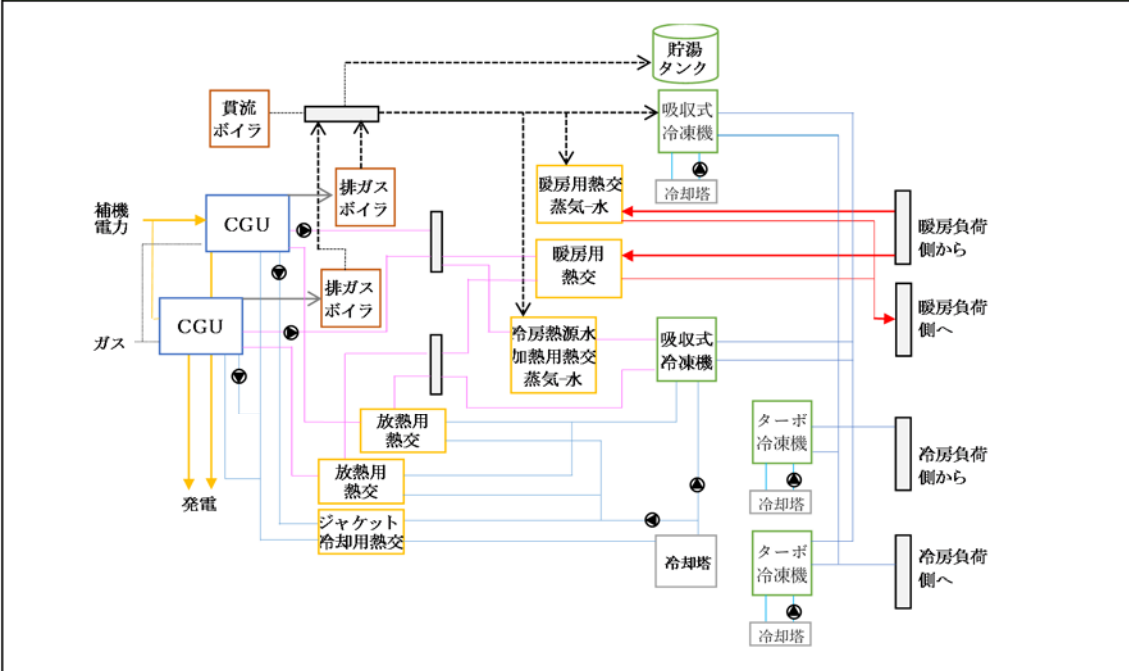 貯湯
タンク
貫流
ボイラ
吸収式
冷凍機
冷却塔
排ガス
ボイラ
暖房用熱交
蒸気-水
補機
電力
CGU
暖房負荷
側から
暖房用
熱交
排ガス
ボイラ
暖房負荷
側へ
CGU
ガス
冷房熱源水
加熱用熱交
蒸気-水
吸収式
冷凍機
放熱用
熱交
ターボ
冷凍機
冷房負荷
側から
放熱用
熱交
冷却塔
発電
ジャケット
冷却用熱交
冷却塔
ターボ
冷凍機
冷房負荷
側へ
冷却塔